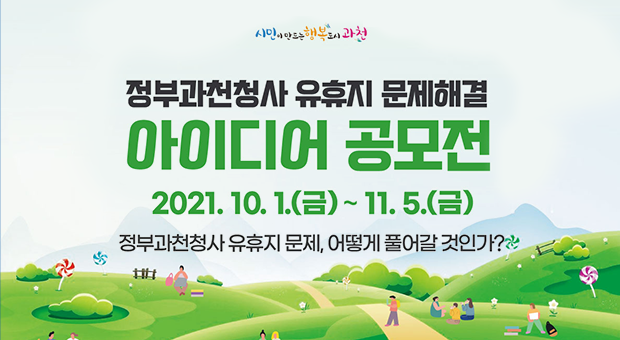 시민이 만드는 행복도시 과천
정부과천청사 유휴지 문제해결
아이디어 공모전
2021. 10. 1.(금) ~ 11. 5.(금)
정부과천청사 유휴지 문제, 어떻게 풀어갈 것인가?